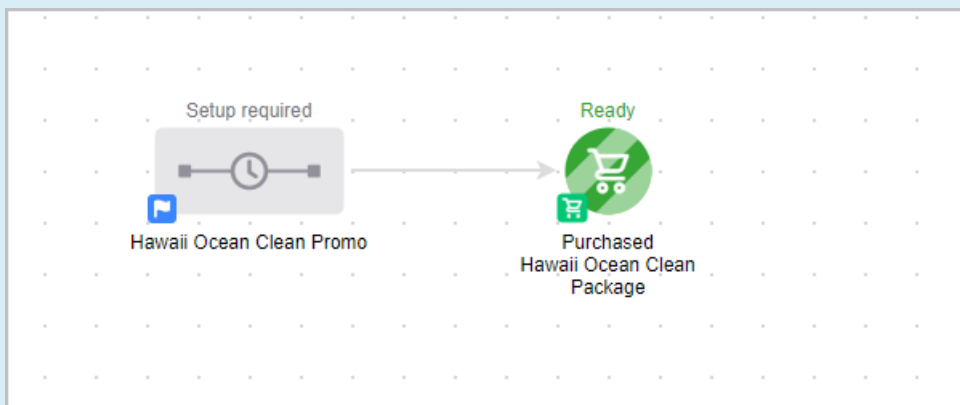 Setup required
Ready
Hawaii Ocean Clean Promo
Purchased
Hawaii Ocean Clean
Package